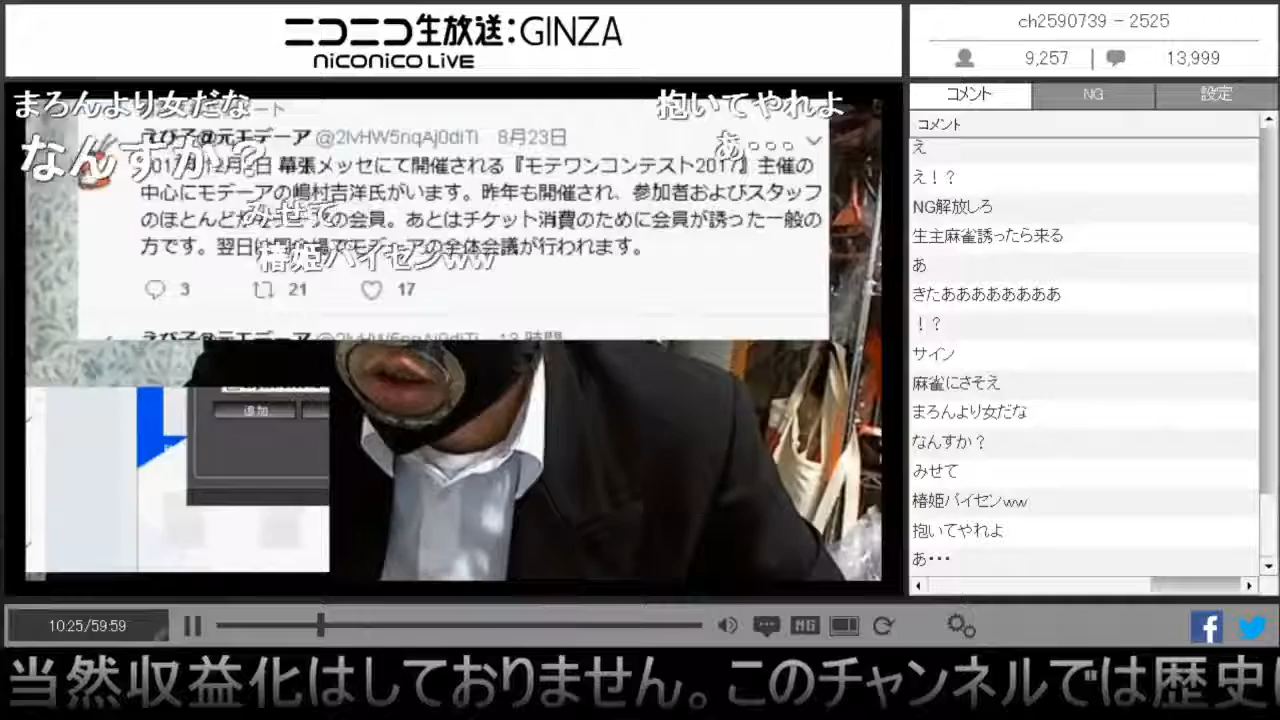 ニコニコ生放送:GINZA
niconico LiVE
ch2590739 - 2525
9,257
13,999
コメント
NG
設定
コメント
え
え！？
NG解放しろ
生主麻雀誘ったら来る
あ
きたああああああああ
！？
サイン
麻雀にさそえ
まろんより女だな
なんすか？
みせて
椿姫パイセンww
抱いてやれよ
あ・・・
まろんより女だな
抱いてやれよ
なんすか？
あ・・・
えび子@元モデーア @2lvHW5nqAj0diTi 8月23日
幕張メッセにて開催される『モテワンコンテスト2017』主催の
中心にモデーアの嶋村吉洋氏がいます。昨年も開催され、参加者およびスタッフ
のほとんどが
の会員。あとはチケット消費のために会員が誘った一般の
方です。翌日は
でモデーアの全体会議が行われます。
みせて
椿姫パイセンww
3
21
17
えび子@元モデーア @2lvHW5nqAj0diTi 13 時間
追加
10:25/59:59
NG
当然収益化はしておりません。このチャンネルでは歴史